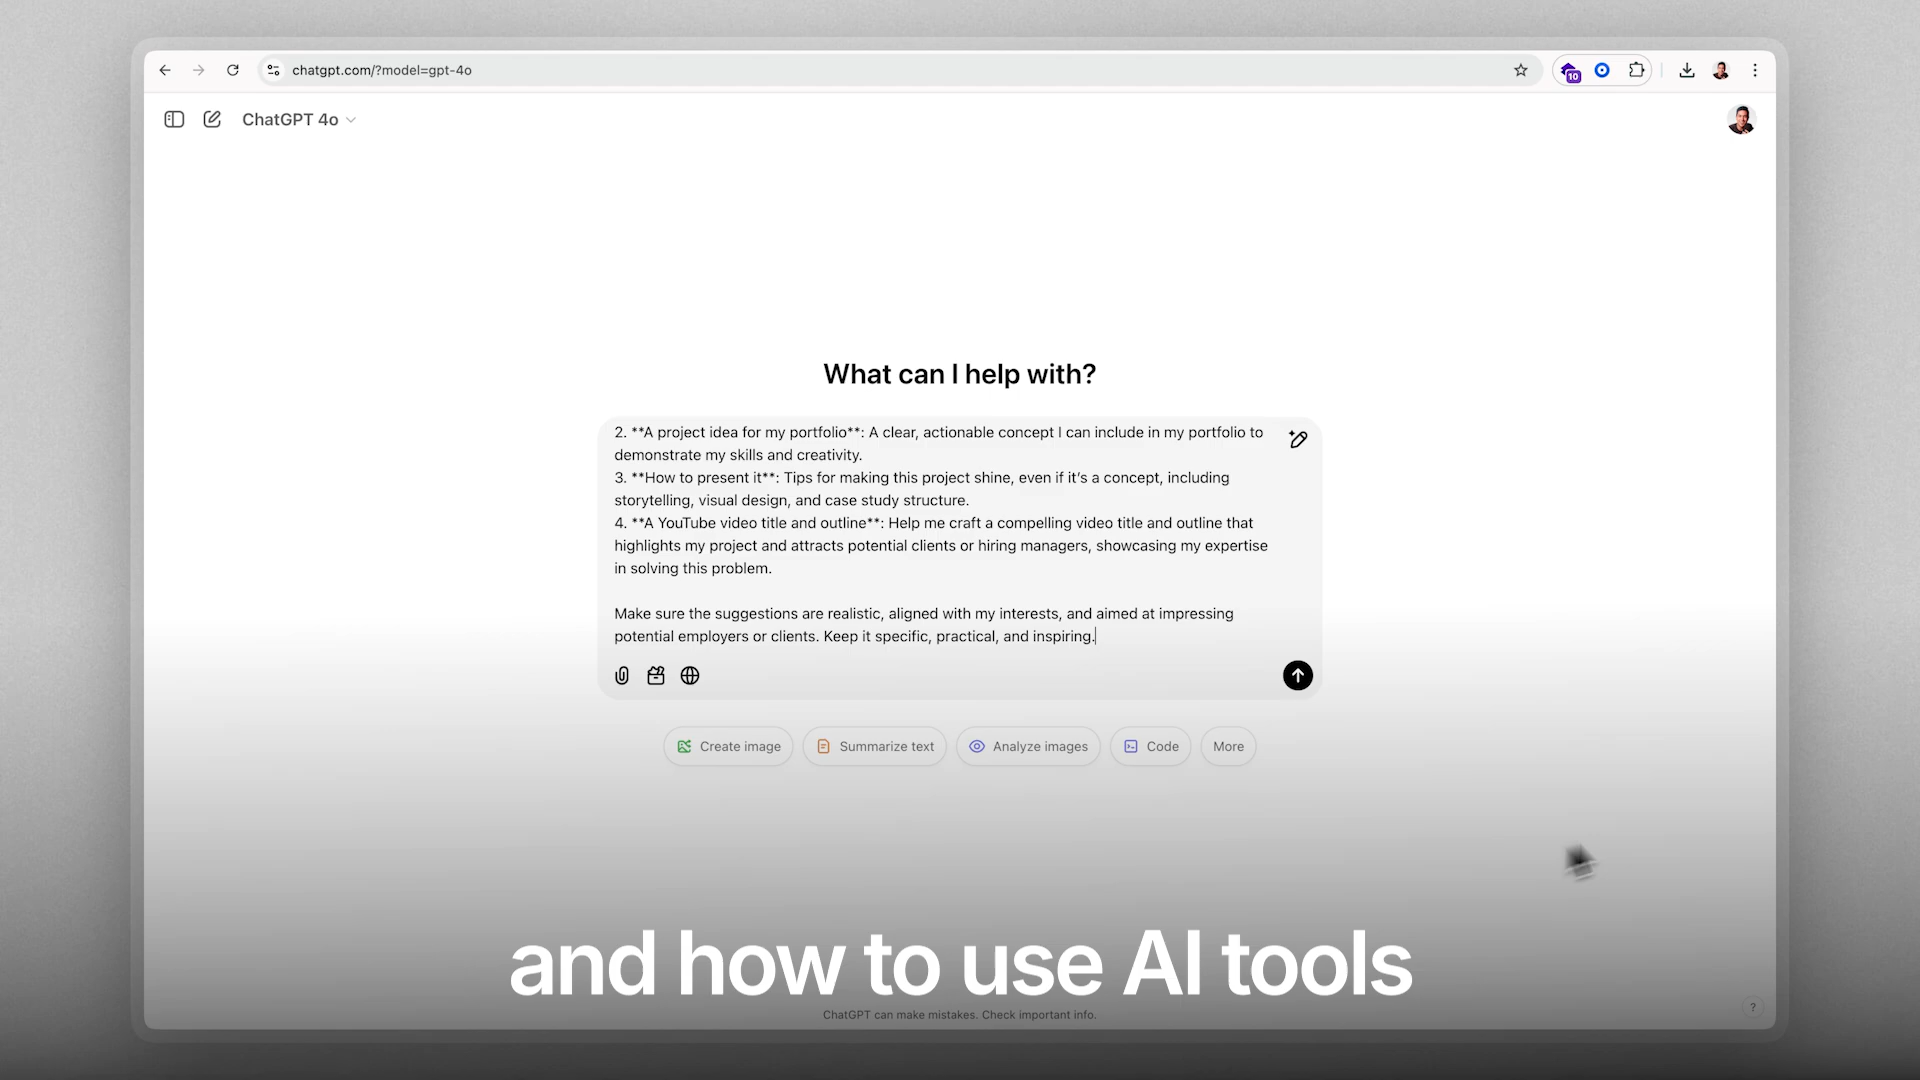 chatgpt.com/?model=gpt-4o
10
ChatGPT 4o
What can I help with?
2. **A project idea for my portfolio**: A clear, actionable concept I can include in my portfolio to
demonstrate my skills and creativity.
3. **How to present it**: Tips for making this project shine, even if it’s a concept, including
storytelling, visual design, and case study structure.
4. **A YouTube video title and outline**: Help me craft a compelling video title and outline that
highlights my project and attracts potential clients or hiring managers, showcasing my expertise
in solving this problem.
Make sure the suggestions are realistic, aligned with my interests, and aimed at impressing
potential employers or clients. Keep it specific, practical, and inspiring.
Create image
Summarize text
Analyze images
Code
More
and how to use AI tools
ChatGPT can make mistakes. Check important info.
?